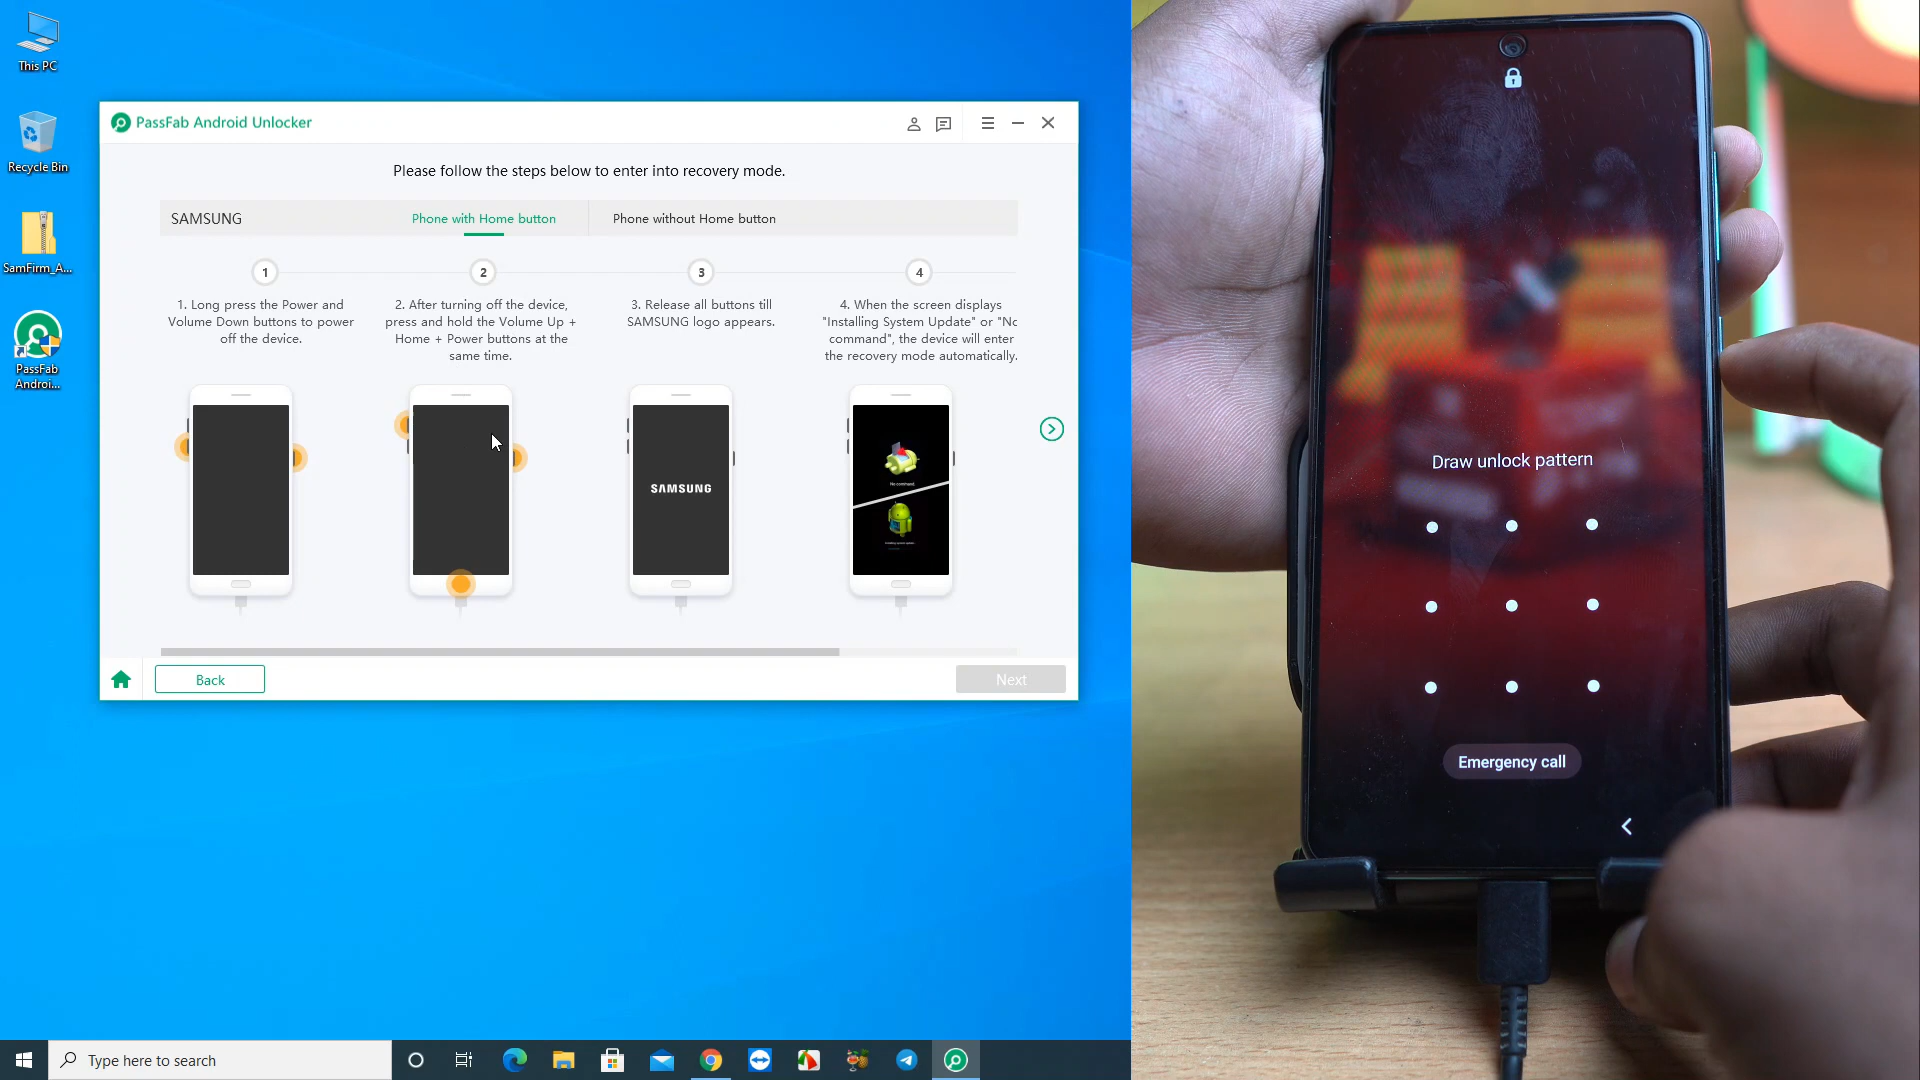 This PC
Recycle Bin
SamFirm_A...
PassFab
Androi...
PassFab Android Unlocker
Please follow the steps below to enter into recovery mode.
SAMSUNG
Phone with Home button
Phone without Home button
1
2
3
4
1. Long press the Power and
Volume Down buttons to power
off the device.
2. After turning off the device,
press and hold the Volume Up +
Home + Power buttons at the
same time.
3. Release all buttons till
SAMSUNG logo appears.
4. When the screen displays
"Installing System Update" or "No
command", the device will enter
the recovery mode automatically.
SAMSUNG
No command.
Back
Next
Type here to search
Draw unlock pattern
Emergency call